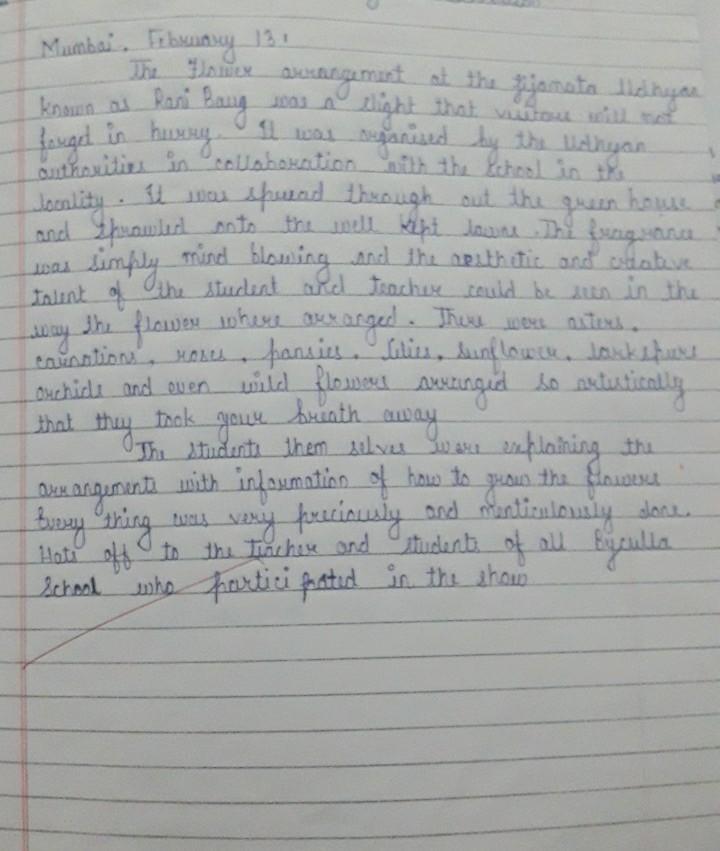 Mumbai. February 13:
The Flower arrangement at the Jijamata Udhyan
known as Rani Baug was a slight that visitors will not
forget in hurry. It was organised by the Udhyan
authorities in collaboration with the School in the
locality. It was spread through out the green house
and sprawled onto the well kept lawns. The fragrance
was simply mind blowing and the aesthetic and creative
talent of the student and teacher could be seen in the
way the flower where arranged. There were asters,
carnations, roses, pansies, lilies, sunflower, larkspurs
orchids and even wild flowers arranged so artistically
that they took your breath away
The students them selves were explaining the
arrangements with information of how to grow the flowers
Every thing was very preciously and menticulously done.
Hats off to the teacher and students of all Byculla
School who partici pated in the show